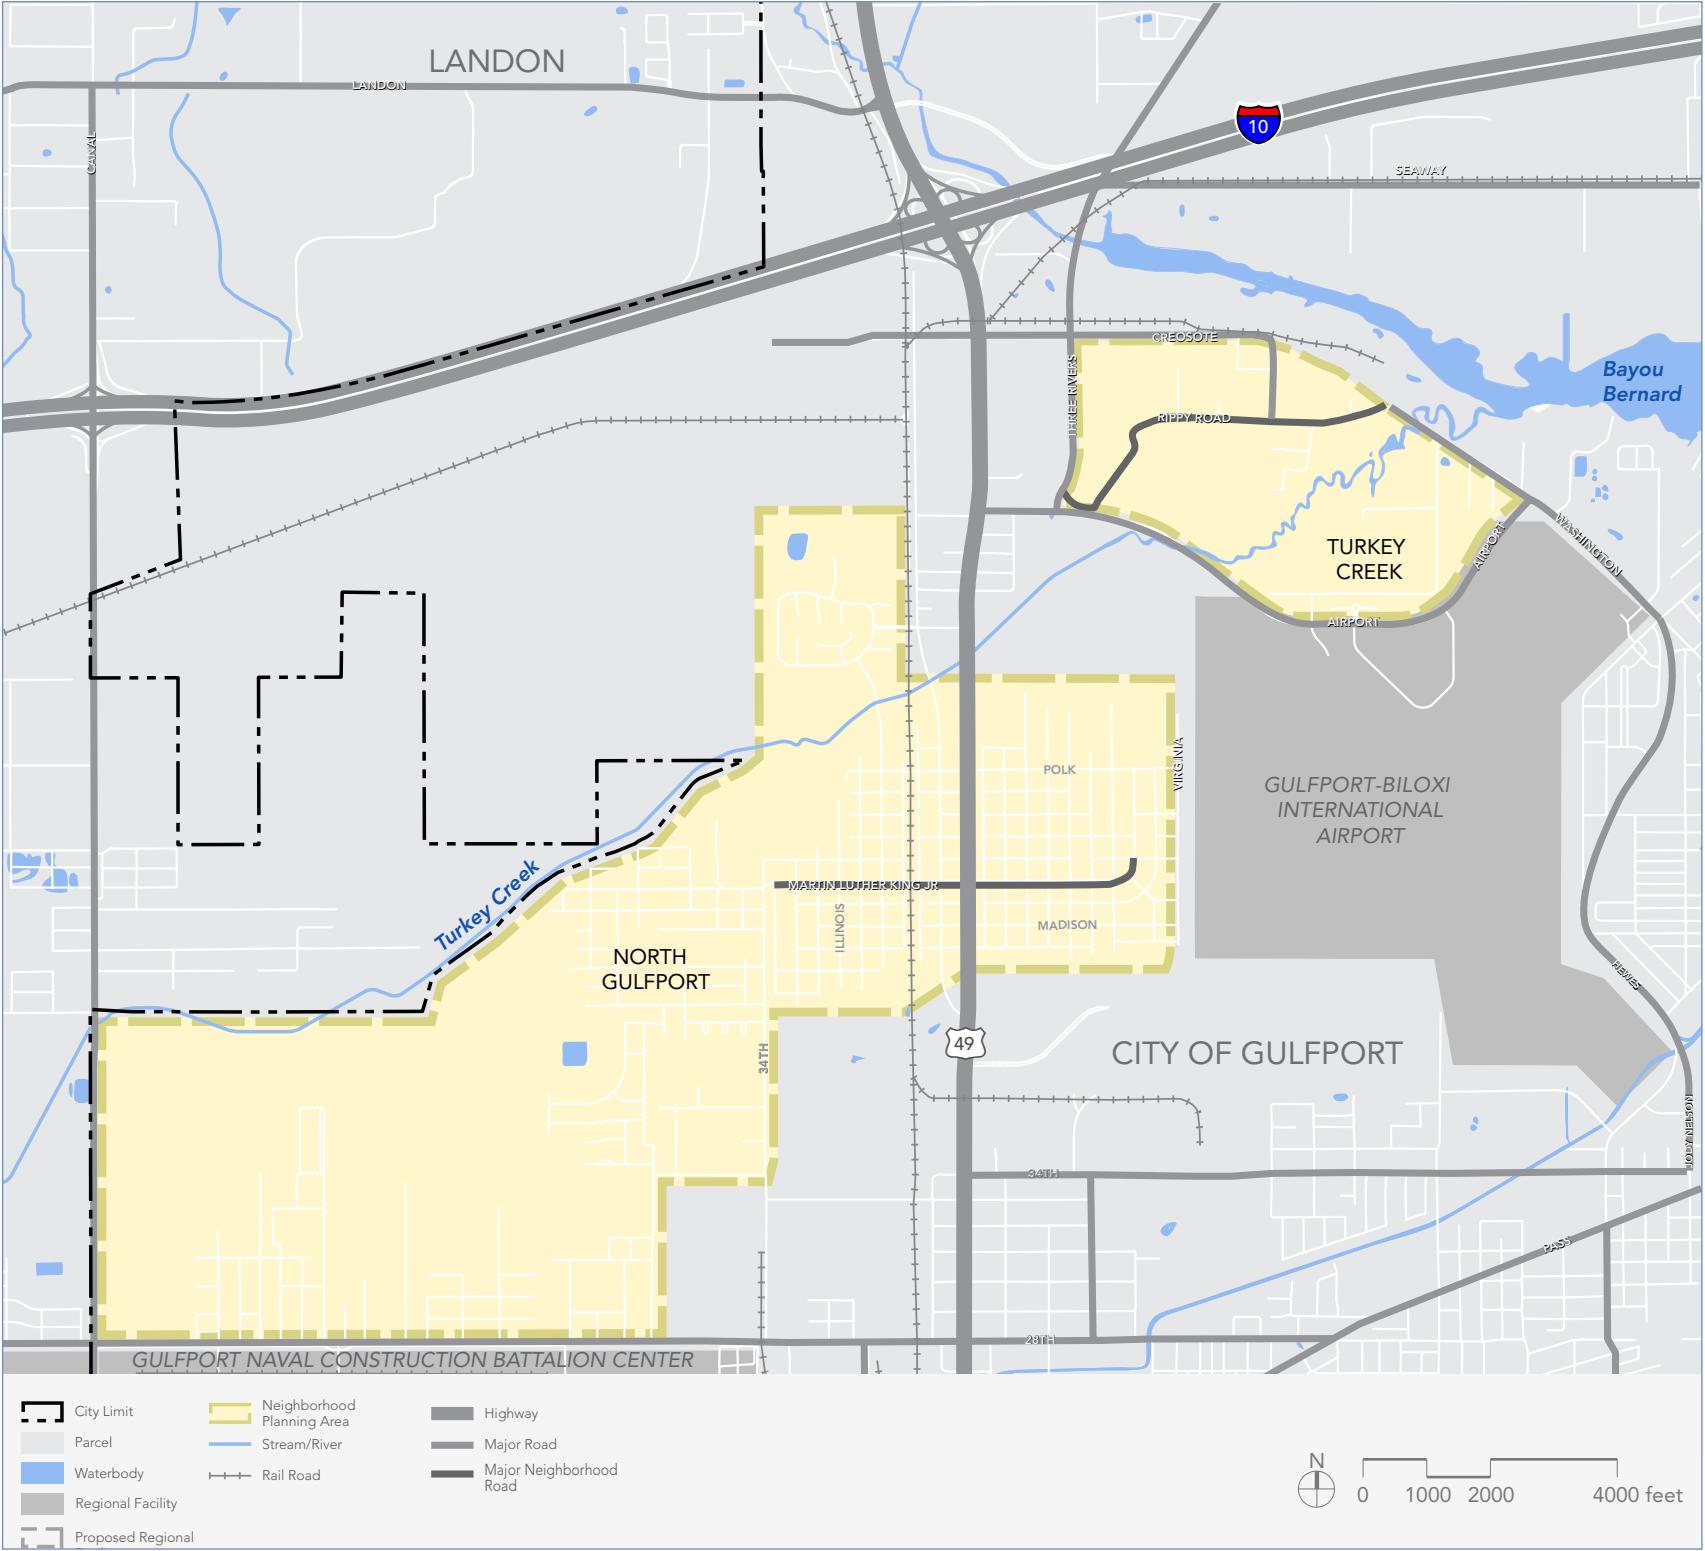 LANDON
LANDON
CANAL
10
SEAWAY
CREOSOTE
THREE RIVERS
RIPPY ROAD
Bayou
Bernard
TURKEY
CREEK
AIRPORT
WASHINGTON
AIRPORT
POLK
VIRGINIA
GULFPORT-BILOXI
INTERNATIONAL
AIRPORT
Turkey Creek
MARTIN LUTHER KING JR
ILLINOIS
MADISON
NORTH
GULFPORT
HEWES
34TH
49
CITY OF GULFPORT
JODY NELSON
34TH
PASS
28TH
GULFPORT NAVAL CONSTRUCTION BATTALION CENTER
City Limit
Parcel
Waterbody
Regional Facility
Proposed Regional
Neighborhood
Planning Area
Stream/River
Rail Road
Highway
Major Road
Major Neighborhood
Road
N
0 1000 2000 4000 feet